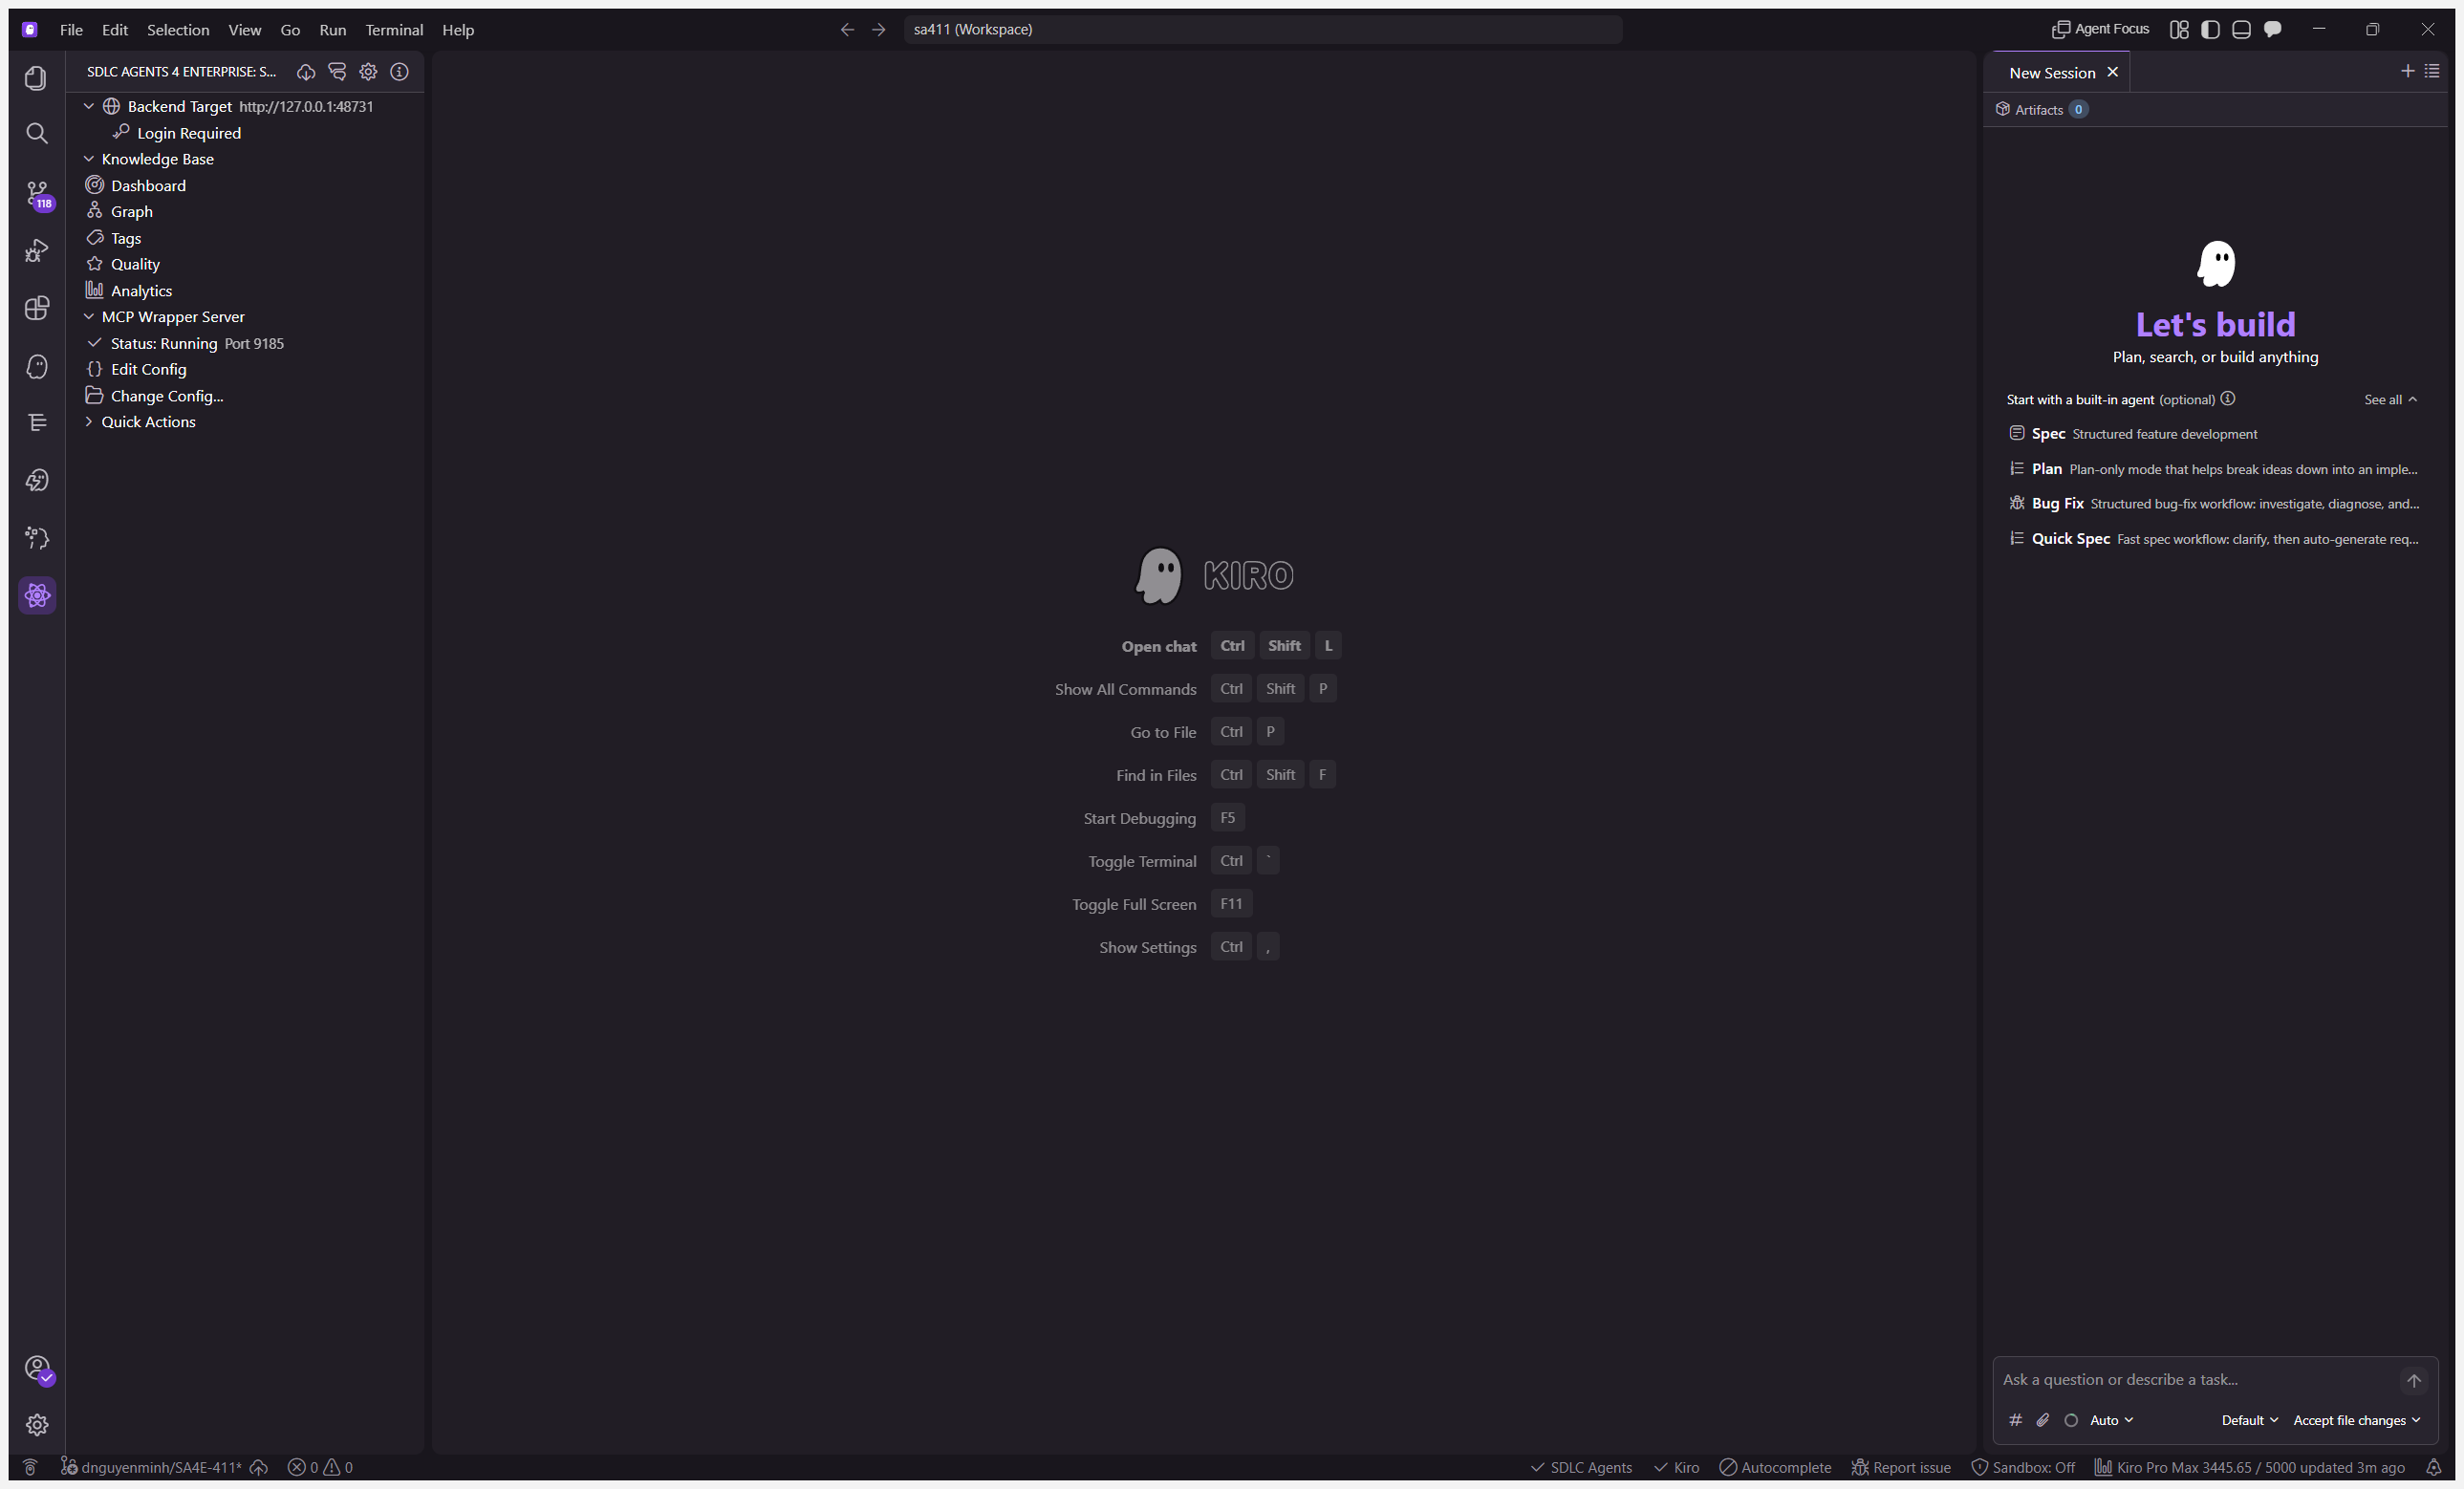 File Edit Selection View Go Run Terminal Help
sa411 (Workspace)
Agent Focus
SDLC AGENTS 4 ENTERPRISE: S...
Backend Target http://127.0.0.1:48731
Login Required
Knowledge Base
Dashboard
Graph
Tags
Quality
Analytics
MCP Wrapper Server
Status: Running Port 9185
{} Edit Config
Change Config...
Quick Actions
118
KIRO
Open chat Ctrl Shift L
Show All Commands Ctrl Shift P
Go to File Ctrl P
Find in Files Ctrl Shift F
Start Debugging F5
Toggle Terminal Ctrl `
Toggle Full Screen F11
Show Settings Ctrl ,
New Session
Artifacts 0
Let's build
Plan, search, or build anything
Start with a built-in agent (optional) See all
Spec Structured feature development
Plan Plan-only mode that helps break ideas down into an imple...
Bug Fix Structured bug-fix workflow: investigate, diagnose, and...
Quick Spec Fast spec workflow: clarify, then auto-generate req...
Ask a question or describe a task...
# Auto Default Accept file changes
dnguyenminh/SA4E-411* 0 0
SDLC Agents Kiro Autocomplete Report issue Sandbox: Off Kiro Pro Max 3445.65 / 5000 updated 3m ago